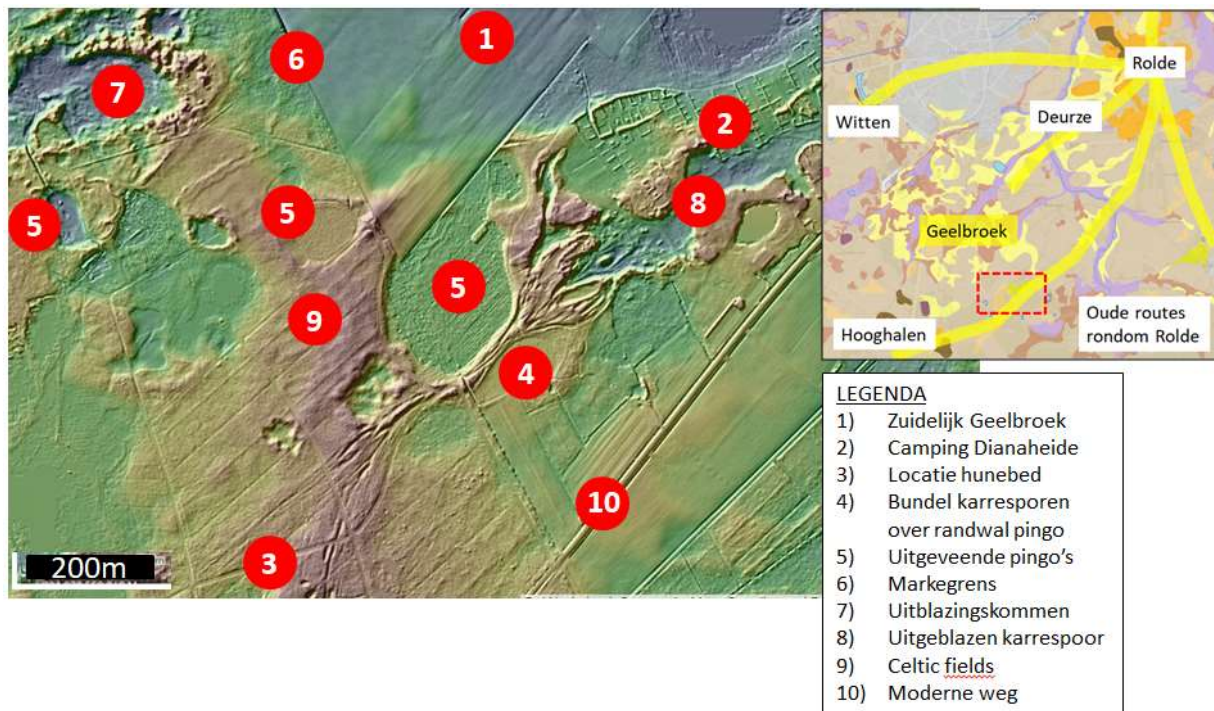 1
6
7
2
5
5
8
5
9
4
10
3
200m
Rolde
Witten
Deurze
Geelbroek
Hooghalen
Oude routes
rondom Rolde
LEGENDA
1) Zuidelijk Geelbroek
2) Camping Dianaheide
3) Locatie hunebed
4) Bundel karresporen
over randwal pingo
5) Uitgeveende pingo's
6) Markegrens
7) Uitblazingskommen
8) Uitgeblazen karrespoor
9) Celtic fields
10) Moderne weg